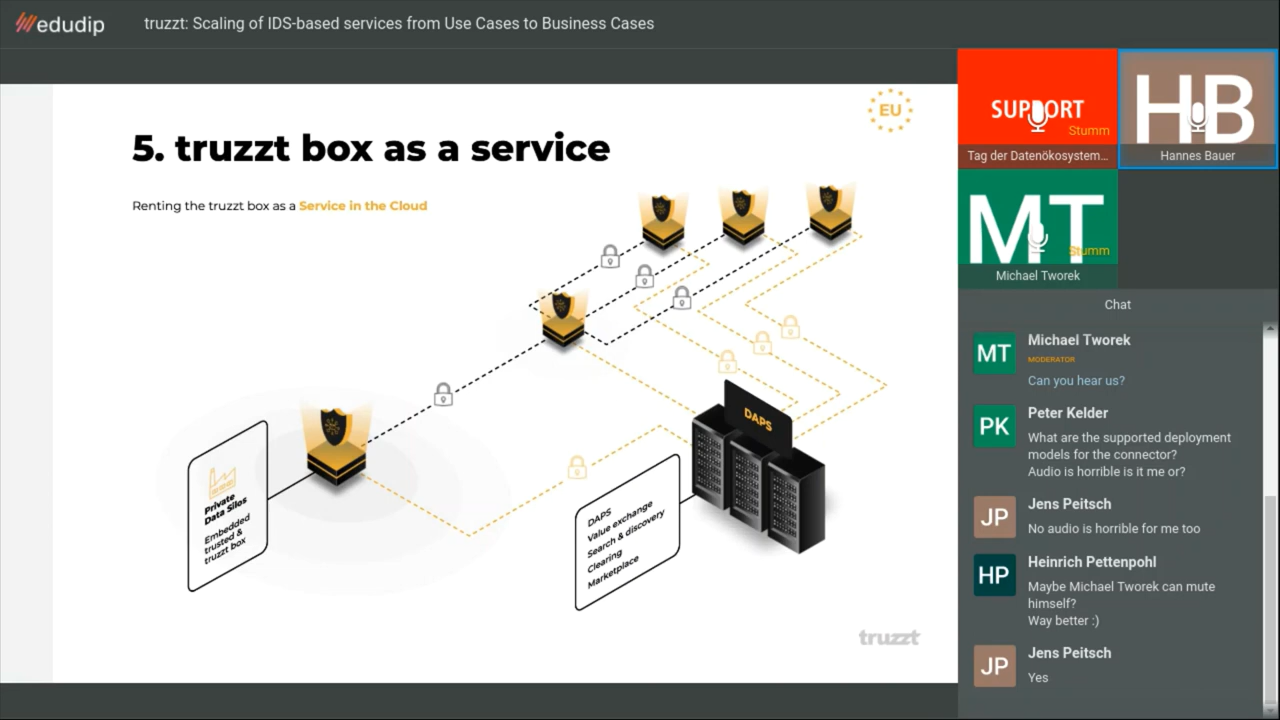 edudip
truzzt: Scaling of IDS-based services from Use Cases to Business Cases
EU
5. truzzt box as a service
Renting the truzzt box as a Service in the Cloud
DAPS
Private
Data Silos
Embedded
trusted &
truzzt box
DAPS
Value exchange
Search & discovery
Clearing
Marketplace
truzzt
SUPPORT
Stumm
Tag der Datenökosystem...
HB
Hannes Bauer
MT
Stumm
Michael Tworek
Chat
MT
Michael Tworek
MODERATOR
Can you hear us?
PK
Peter Kelder
What are the supported deployment
models for the connector?
Audio is horrible is it me or?
JP
Jens Peitsch
No audio is horrible for me too
HP
Heinrich Pettenpohl
Maybe Michael Tworek can mute
himself?
Way better :)
JP
Jens Peitsch
Yes